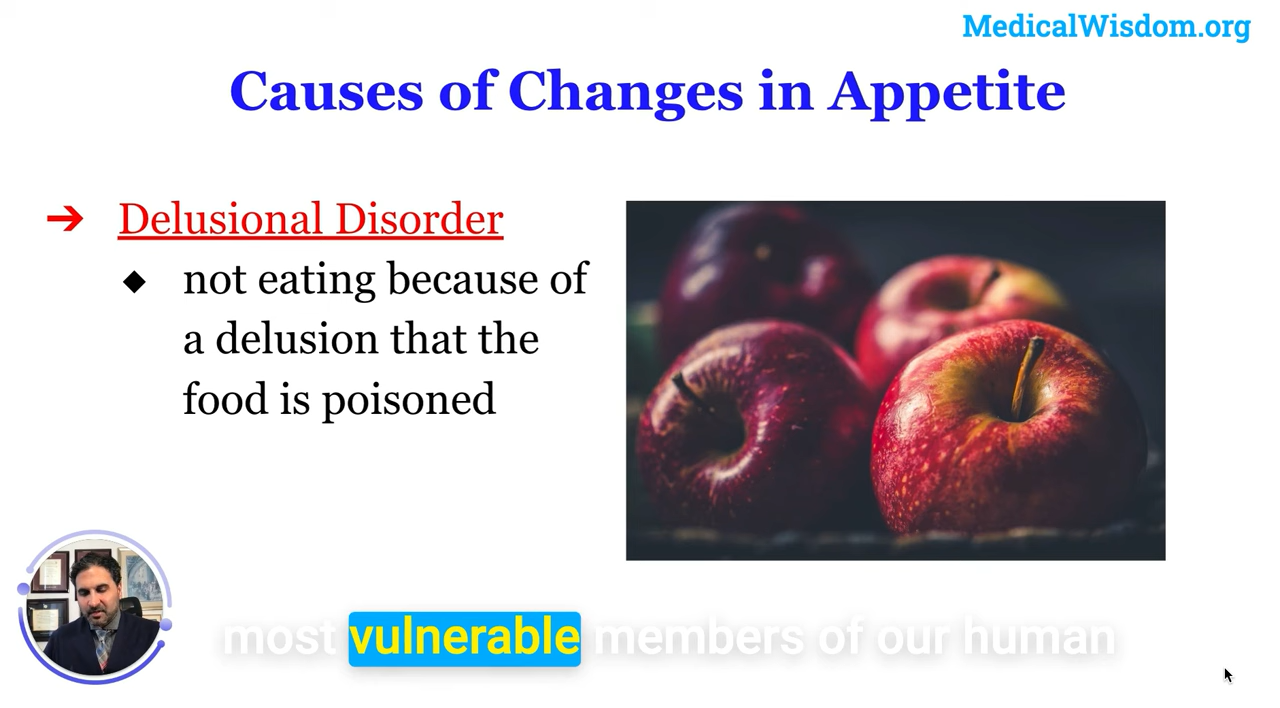 MedicalWisdom.org
Causes of Changes in Appetite
➔ Delusional Disorder
◆ not eating because of
a delusion that the
food is poisoned
most vulnerable members of our human